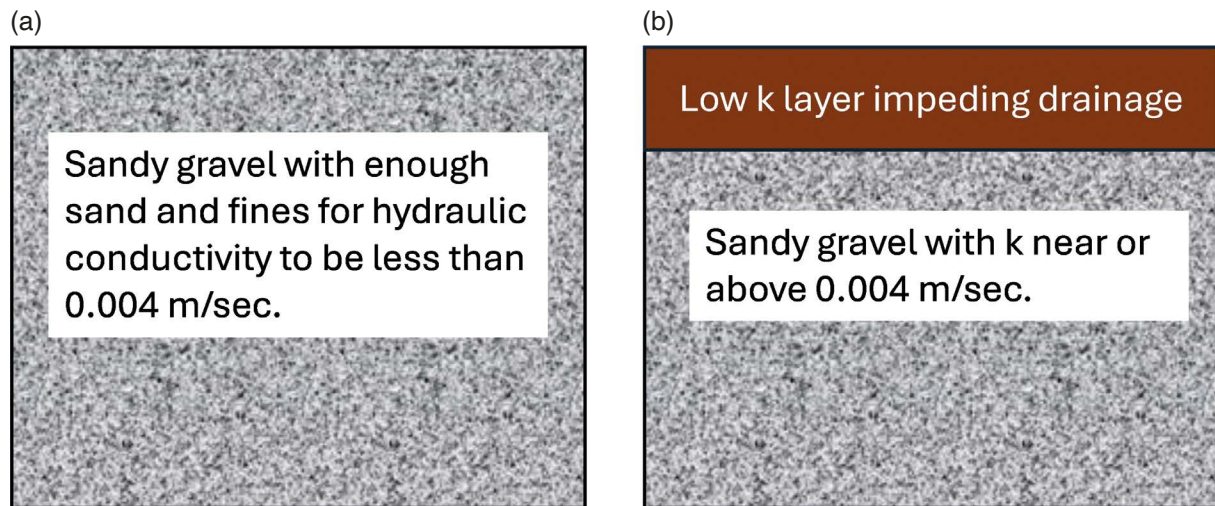 (a)
Sandy gravel with enough
sand and fines for hydraulic
conductivity to be less than
0.004 m/sec.
(b)
Low k layer impeding drainage
Sandy gravel with k near or
above 0.004 m/sec.